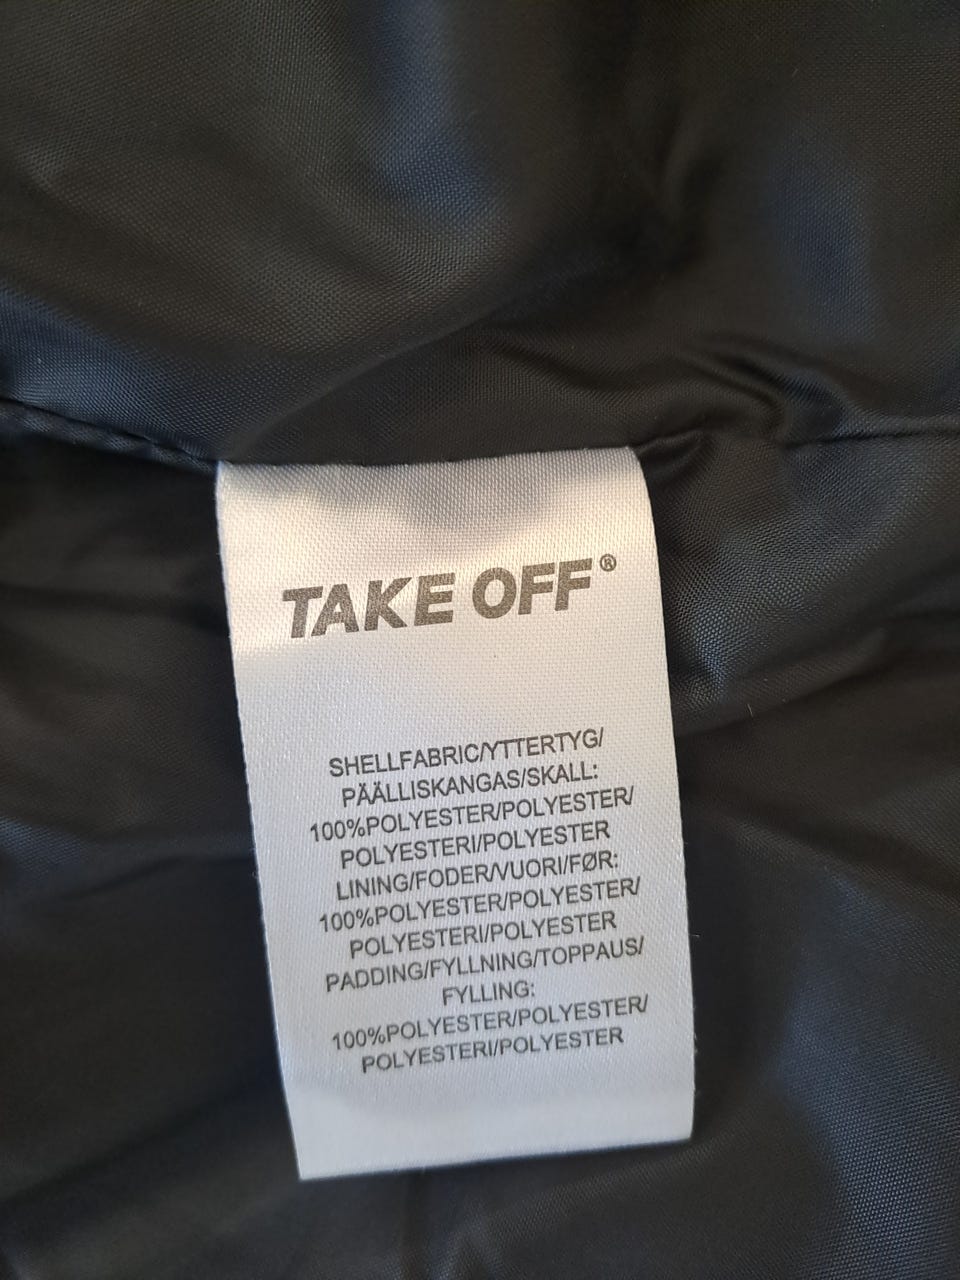 TAKE OFF®
SHELLFABRIC/YTTERTYG/
PÄÄLLISKANGAS/SKALL:
100%POLYESTER/POLYESTER/
POLYESTERI/POLYESTER
LINING/FODER/VUORI/FØR:
100%POLYESTER/POLYESTER/
POLYESTERI/POLYESTER
PADDING/FYLLNING/TOPPAUS/
FYLLING:
100%POLYESTER/POLYESTER/
POLYESTERI/POLYESTER